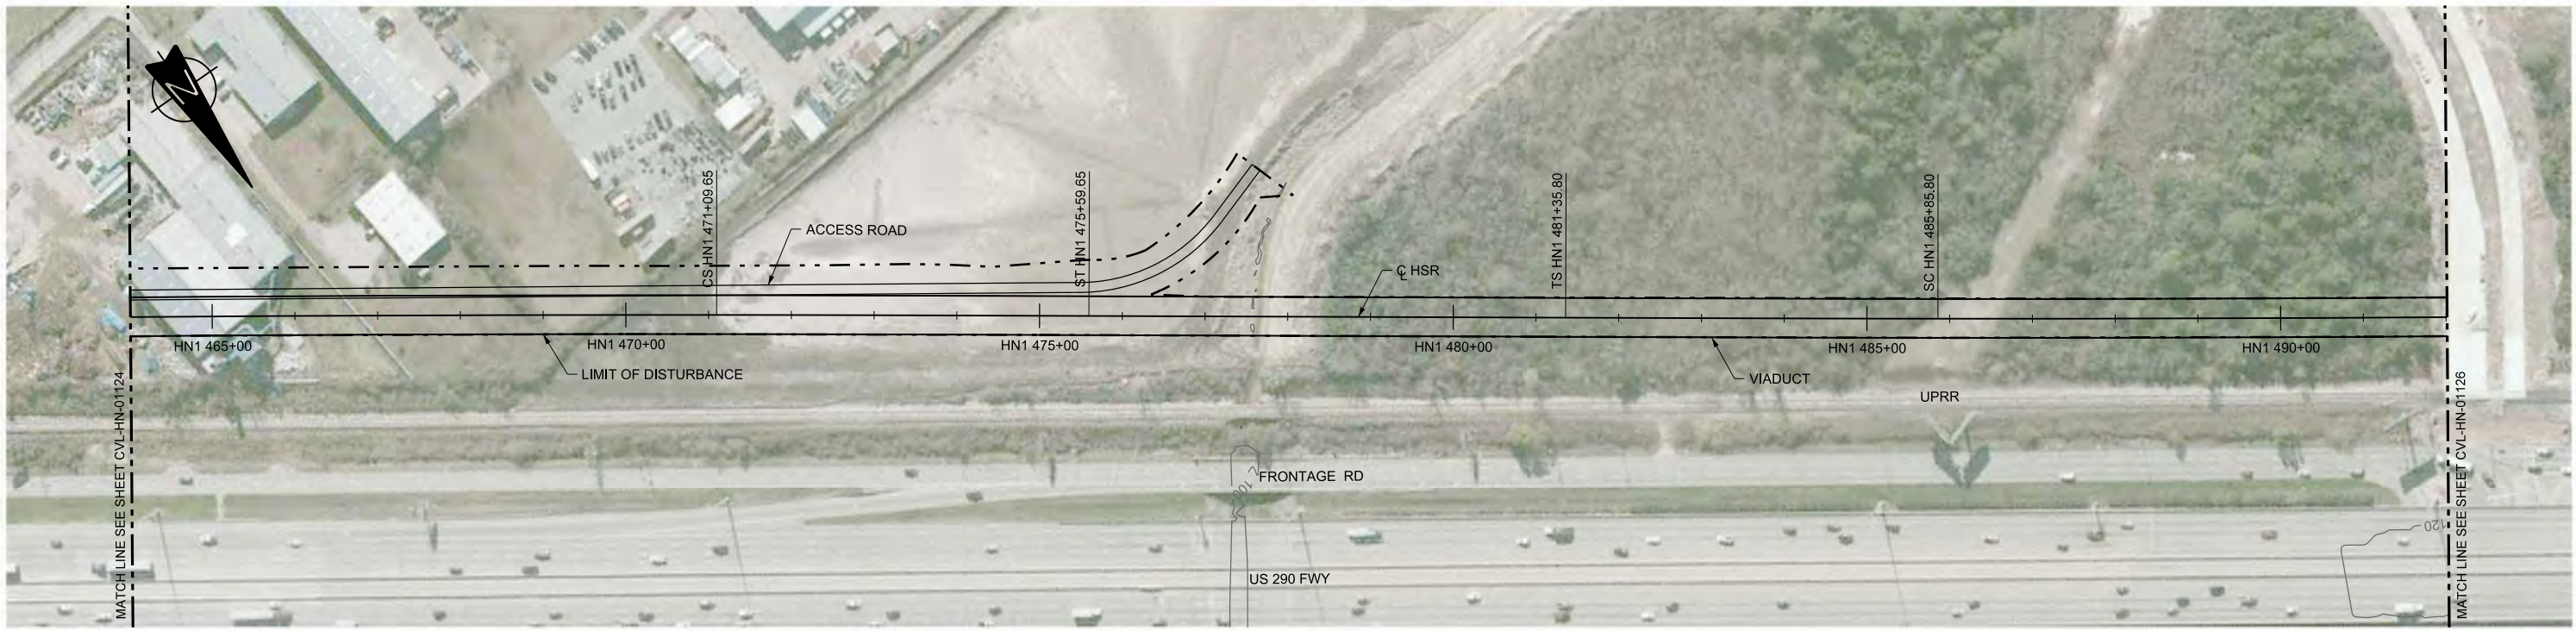 N
CS HN1 471+09.65
ST HN1 475+59.65
TS HN1 481+35.80
SC HN1 485+85.80
ACCESS ROAD
CL HSR
HN1 465+00
HN1 470+00
HN1 475+00
HN1 480+00
HN1 485+00
HN1 490+00
LIMIT OF DISTURBANCE
VIADUCT
UPRR
MATCH LINE SEE SHEET CVL-HN-01124
MATCH LINE SEE SHEET CVL-HN-01126
FRONTAGE RD
100
120
US 290 FWY